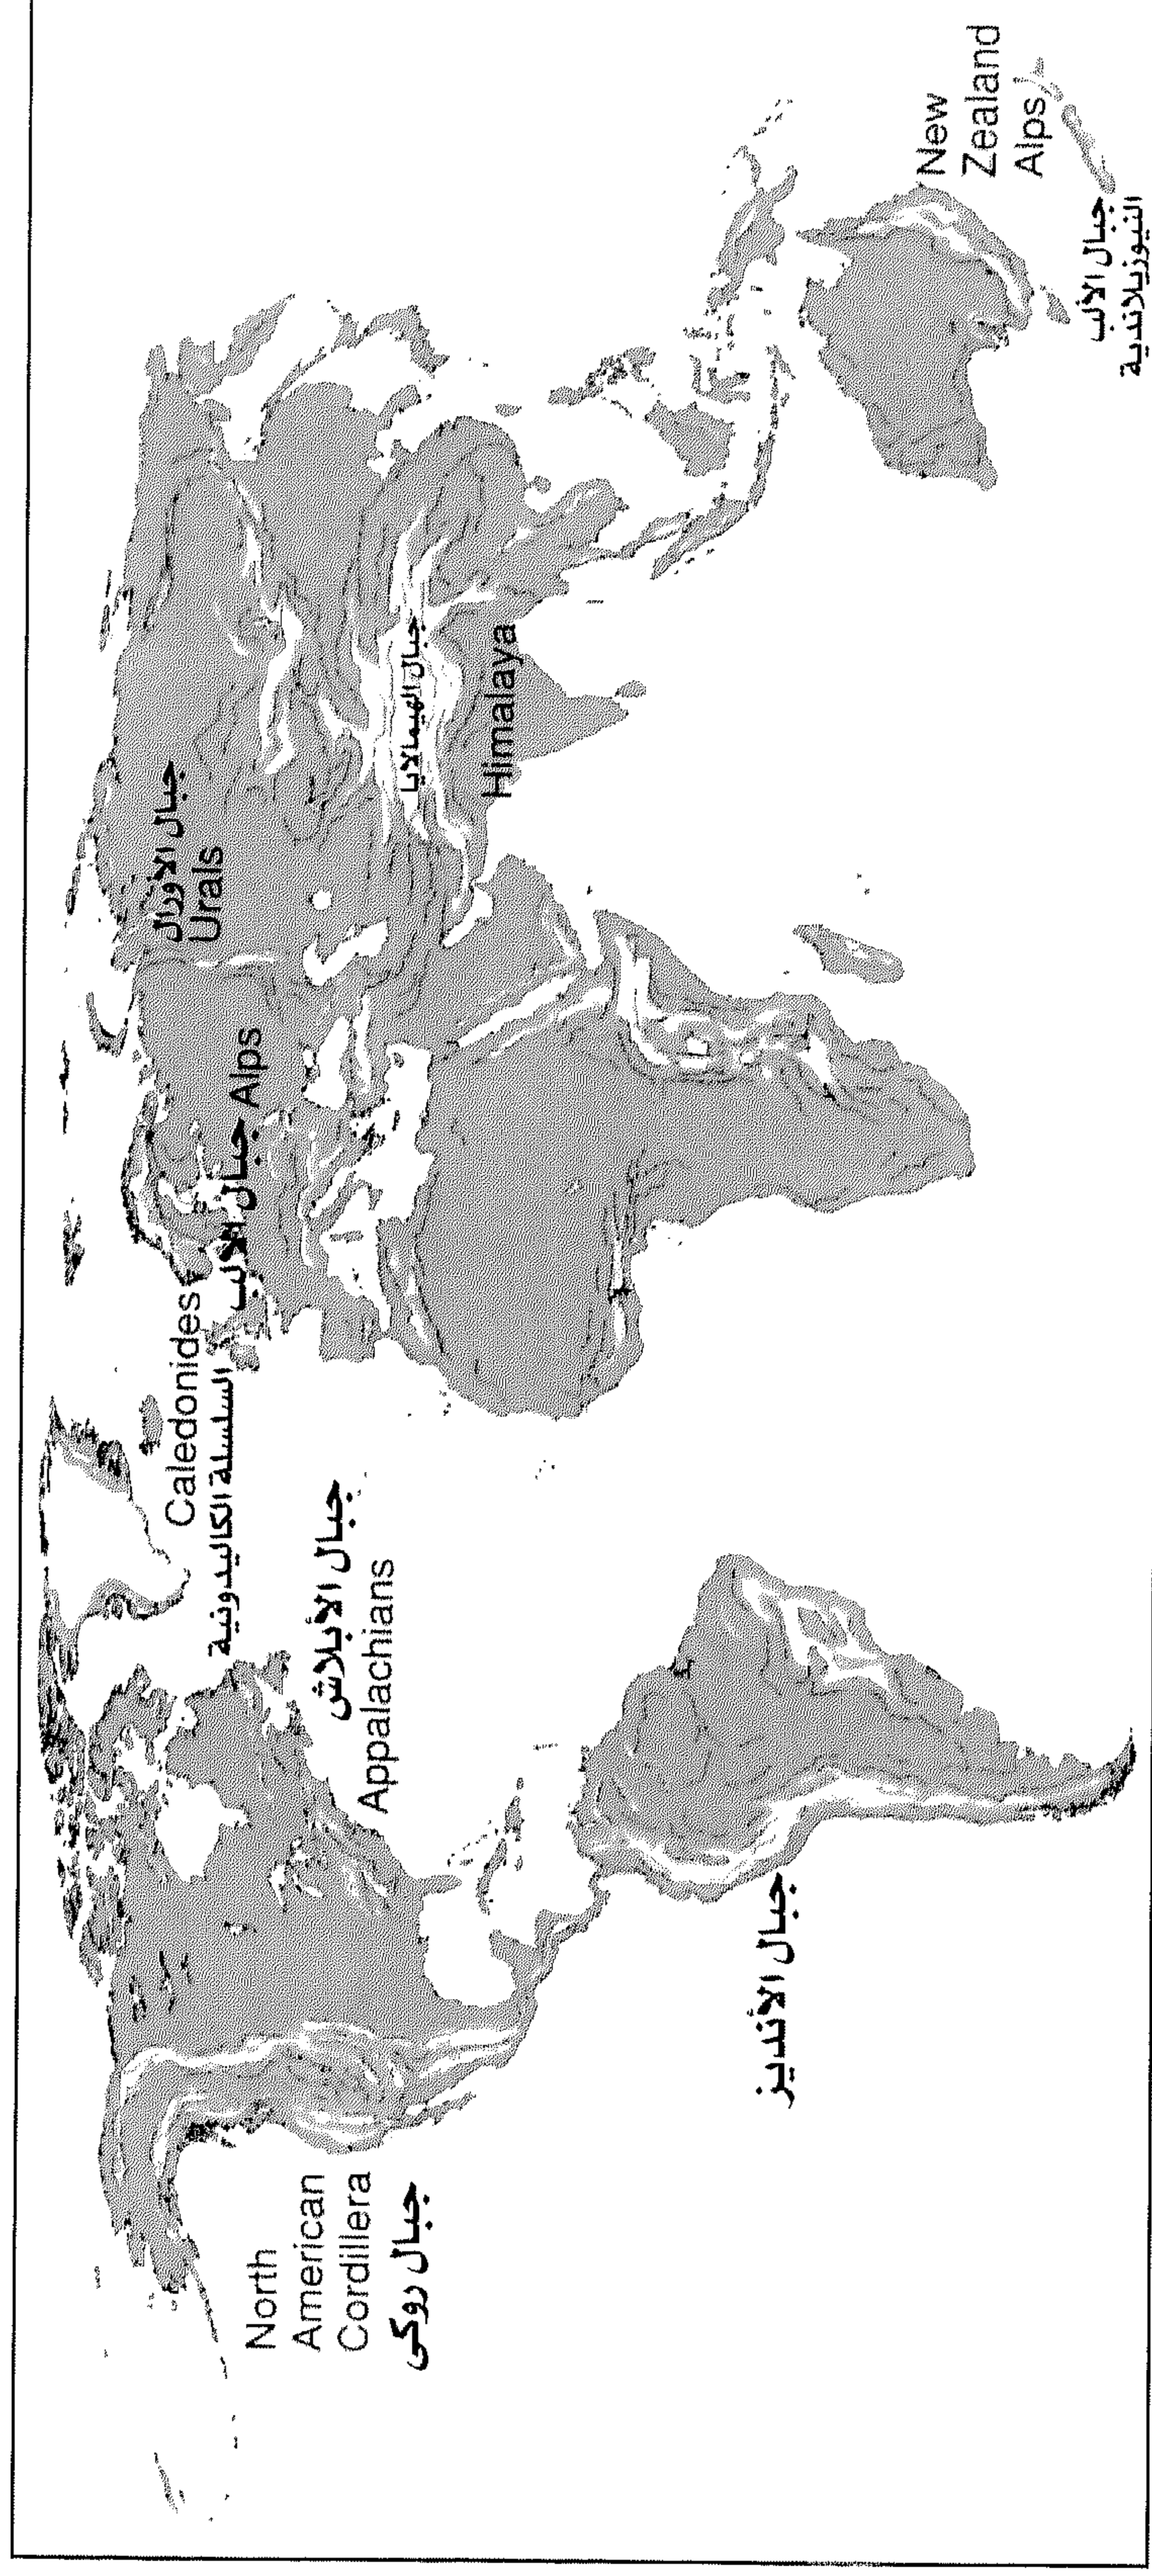 Caledonides
السلسلة الكاليدونية
جبال الأورال
Urals
جبال الألب Alps
North
American
Cordillera
جبال روكى
جبال الأبلاش
Appalachians
جبال الهيمالايا
Himalaya
جبال الأنديز
New
Zealand
Alps
جبال الألب
النيوزيلاندية